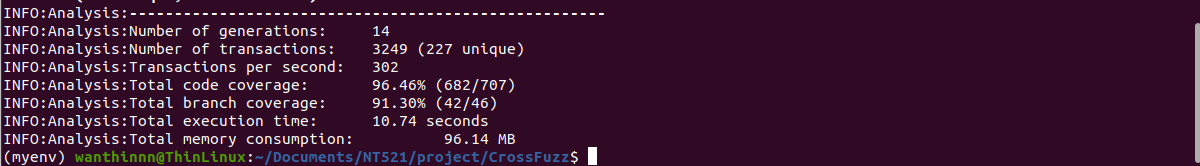 INFO:Analysis:-----------------------------------------------------
INFO:Analysis:Number of generations:     14
INFO:Analysis:Number of transactions:    3249 (227 unique)
INFO:Analysis:Transactions per second:   302
INFO:Analysis:Total code coverage:       96.46% (682/707)
INFO:Analysis:Total branch coverage:     91.30% (42/46)
INFO:Analysis:Total execution time:      10.74 seconds
INFO:Analysis:Total memory consumption:          96.14 MB
(myenv) wanthinnn@ThinLinux:~/Documents/NT521/project/CrossFuzz$